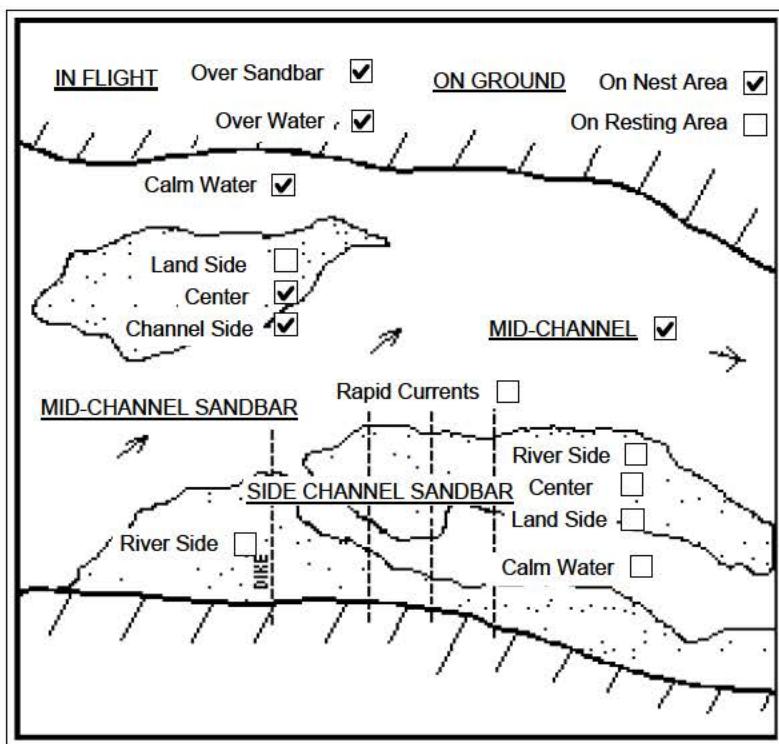 IN FLIGHT Over Sandbar ON GROUND On Nest Area
Over Water On Resting Area
Calm Water
Land Side
Center
Channel Side
MID-CHANNEL
Rapid Currents
MID-CHANNEL SANDBAR
River Side
SIDE CHANNEL SANDBAR
Center
Land Side
River Side
DIKE
Calm Water